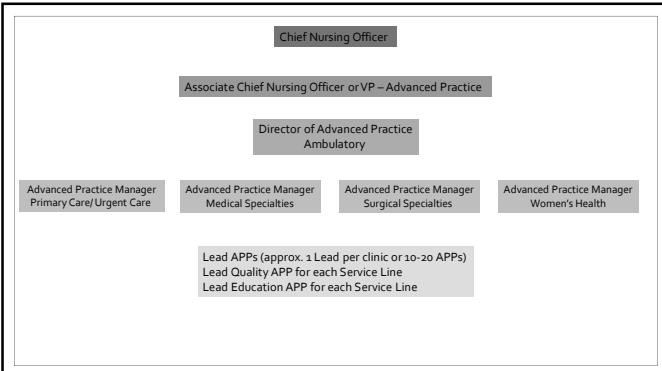 Chief Nursing Officer
Associate Chief Nursing Officer or VP – Advanced Practice
Director of Advanced Practice
Ambulatory
Advanced Practice Manager
Primary Care/Urgent Care
Advanced Practice Manager
Medical Specialties
Advanced Practice Manager
Surgical Specialties
Advanced Practice Manager
Women's Health
Lead APPs (approx. 1 Lead per clinic or 10-20 APPs)
Lead Quality APP for each Service Line
Lead Education APP for each Service Line